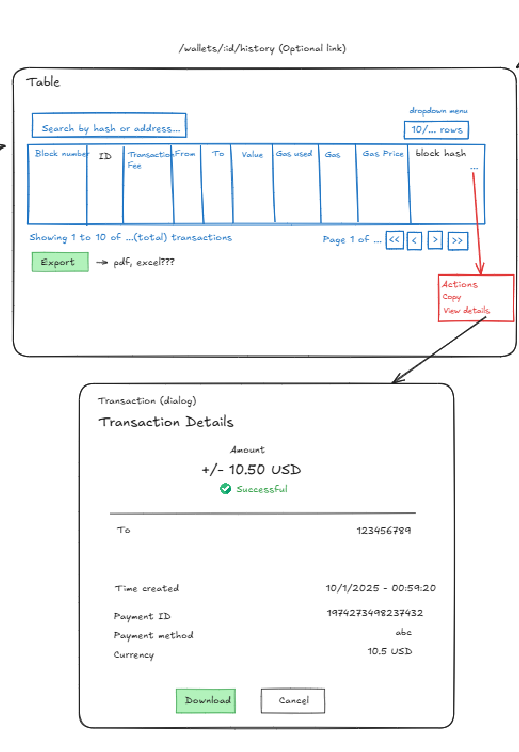 /wallets/:id/history (Optional link)
Table
dropdown menu
Search by hash or address...
10/... rows
Block number ID Transaction Fee From To Value Gas used Gas Gas Price block hash
...
Showing 1 to 10 of ...(total) transactions
Page 1 of ... << < > >>
Export → pdf, excel???
Actions
Copy
View details
Transaction (dialog)
Transaction Details
Amount
+/- 10.50 USD
Successful
To 123456789
Time created 10/1/2025 - 00:59:20
Payment ID 1974273498237432
Payment method abc
Currency 10.5 USD
Download Cancel